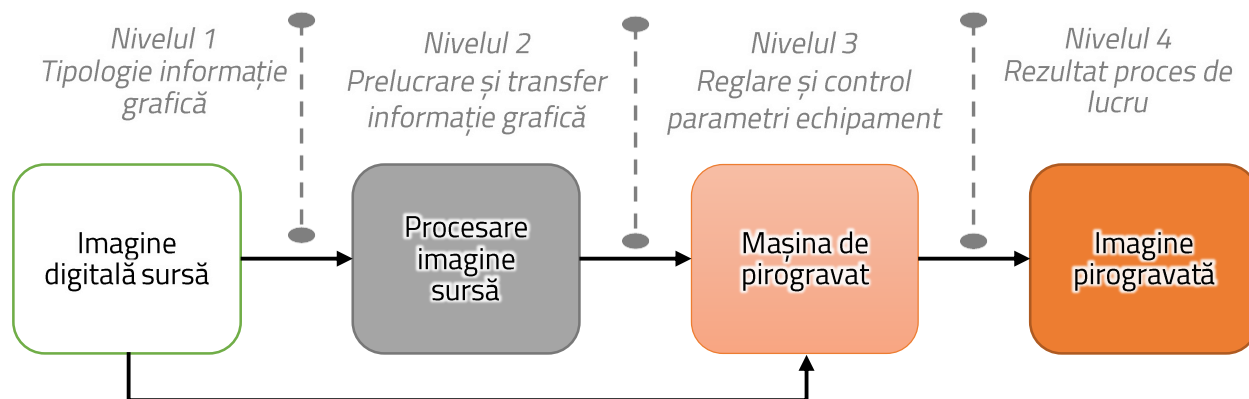 Nivelul 1
Tipologie informație
grafică
Nivelul 2
Prelucrare și transfer
informație grafică
Nivelul 3
Reglare și control
parametri echipament
Nivelul 4
Rezultat proces de
lucru
Imagine
digitală sursă
Procesare
imagine
sursă
Mașina de
pirogravat
Imagine
pirogravată